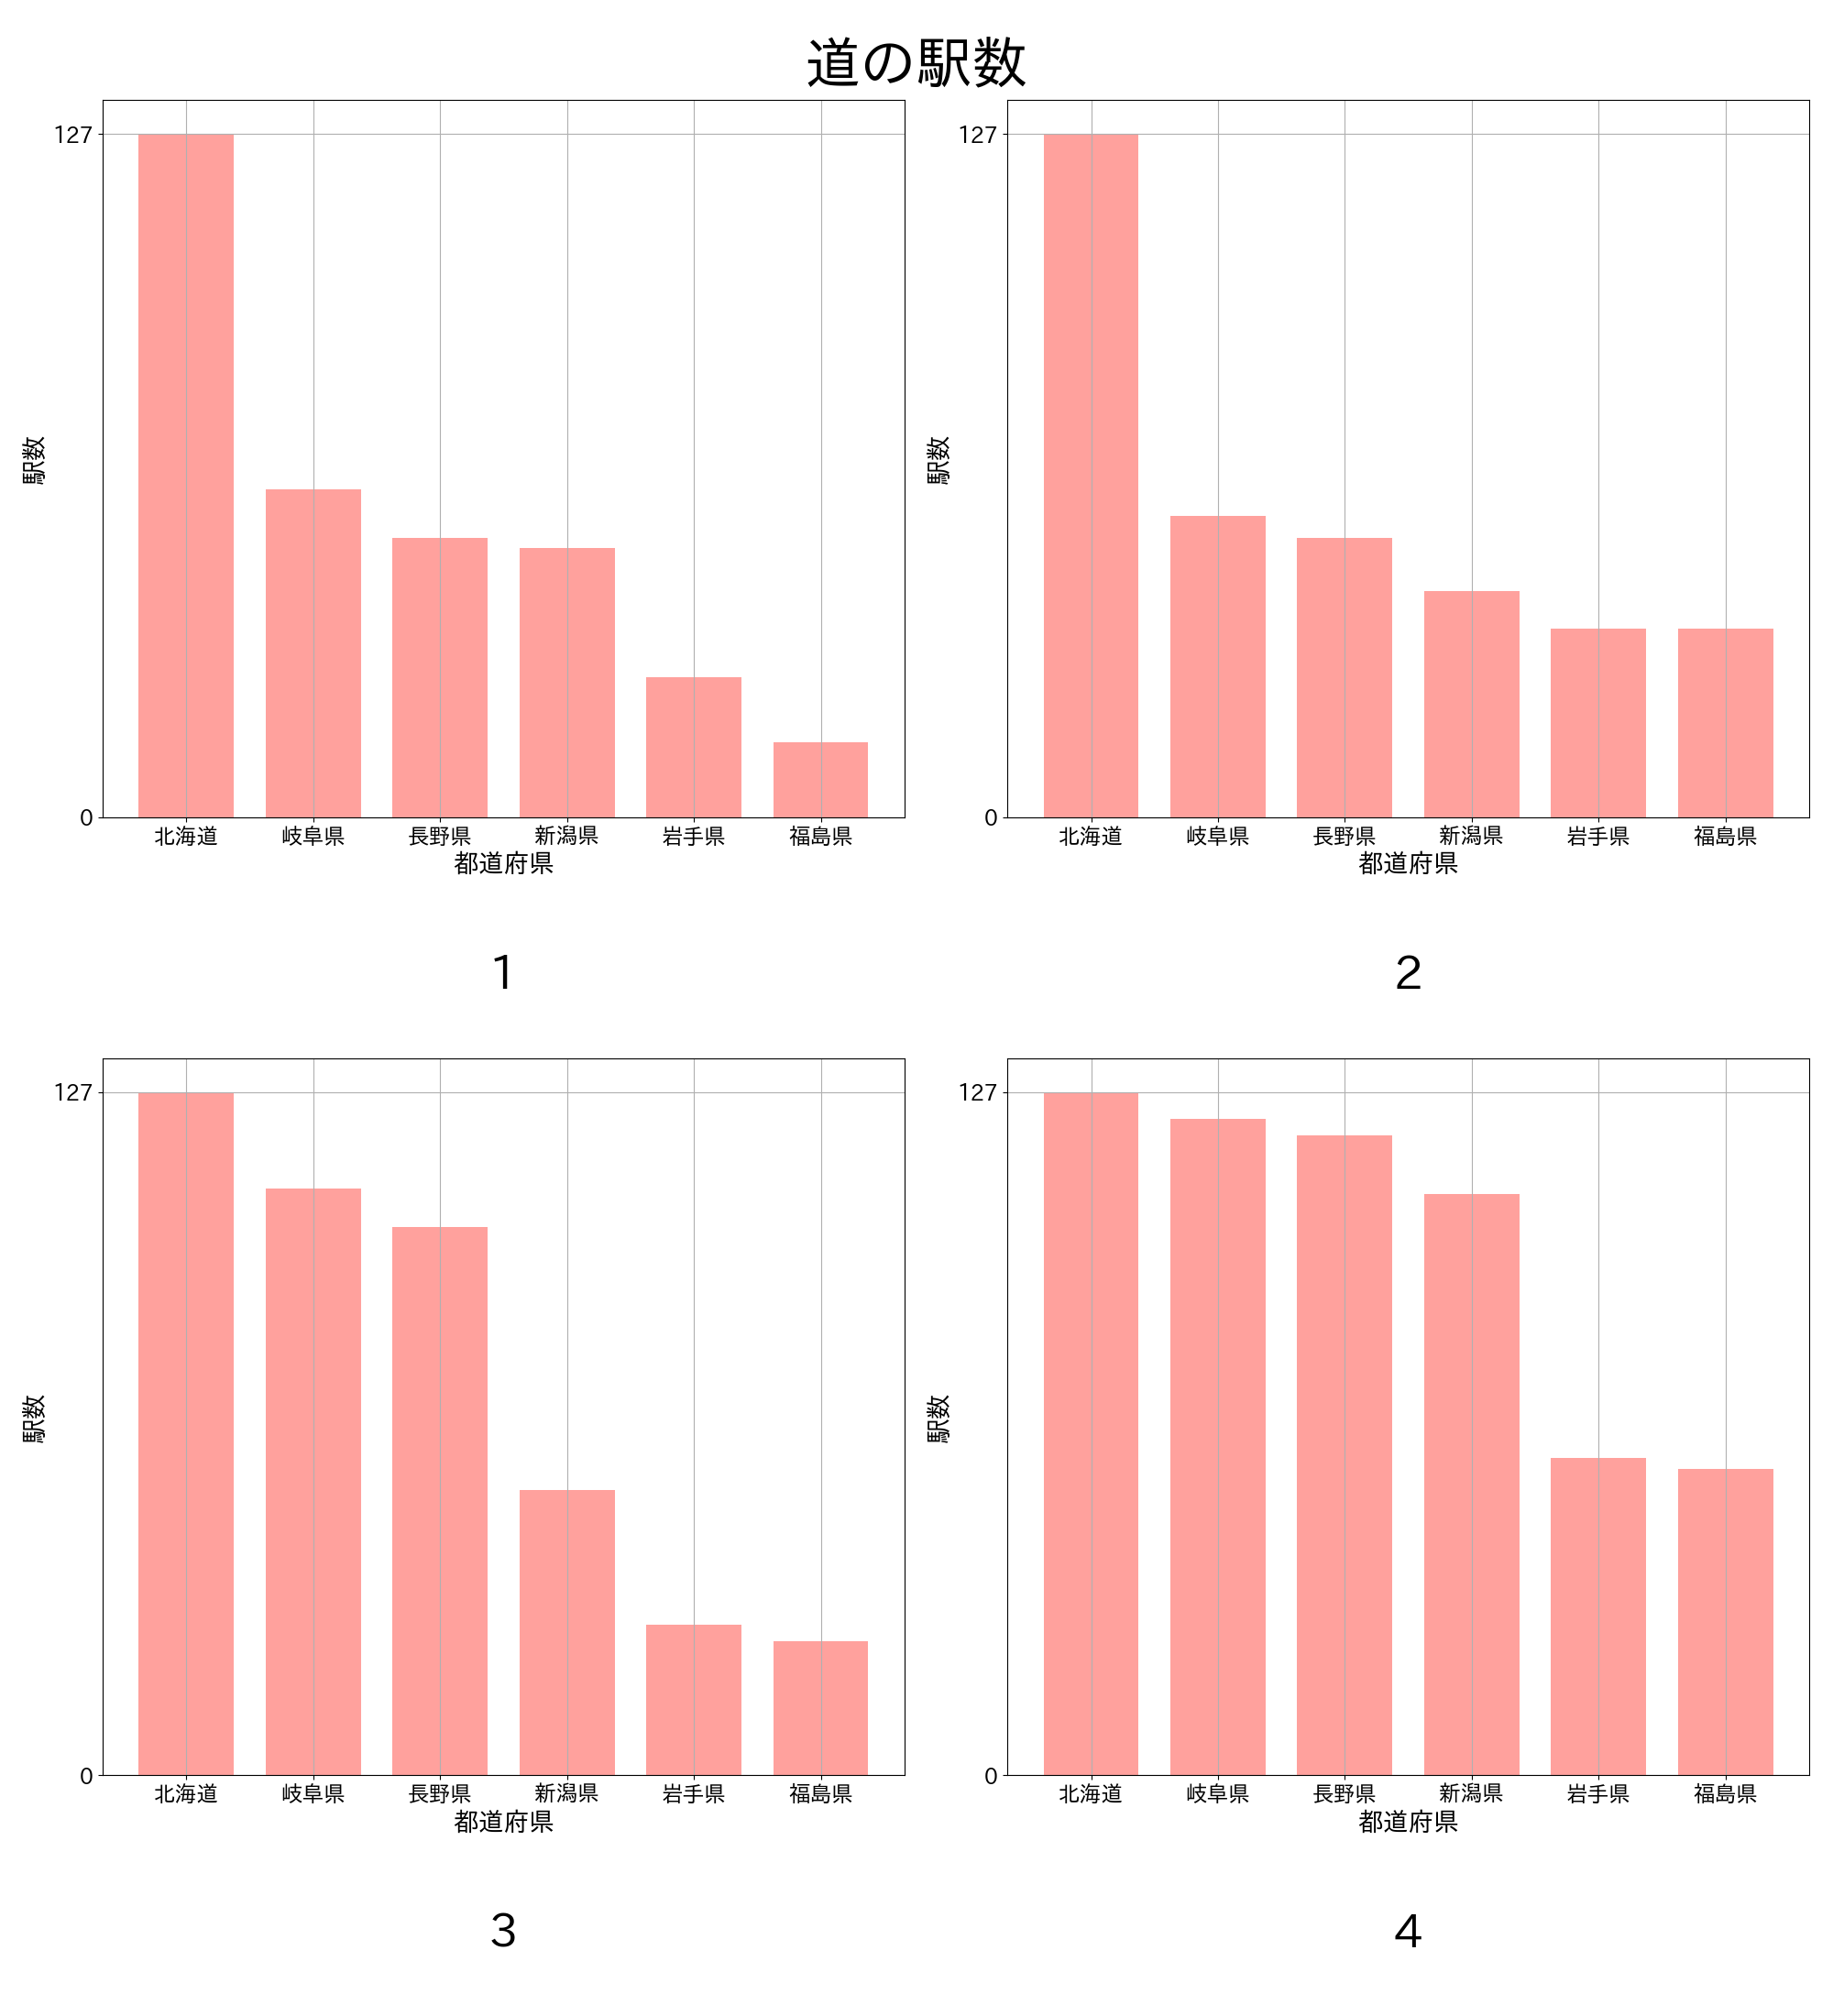 道の駅数
127
駅数
0
北海道 岐阜県 長野県 新潟県 岩手県 福島県
都道府県
1
127
駅数
0
北海道 岐阜県 長野県 新潟県 岩手県 福島県
都道府県
2
127
駅数
0
北海道 岐阜県 長野県 新潟県 岩手県 福島県
都道府県
3
127
駅数
0
北海道 岐阜県 長野県 新潟県 岩手県 福島県
都道府県
4